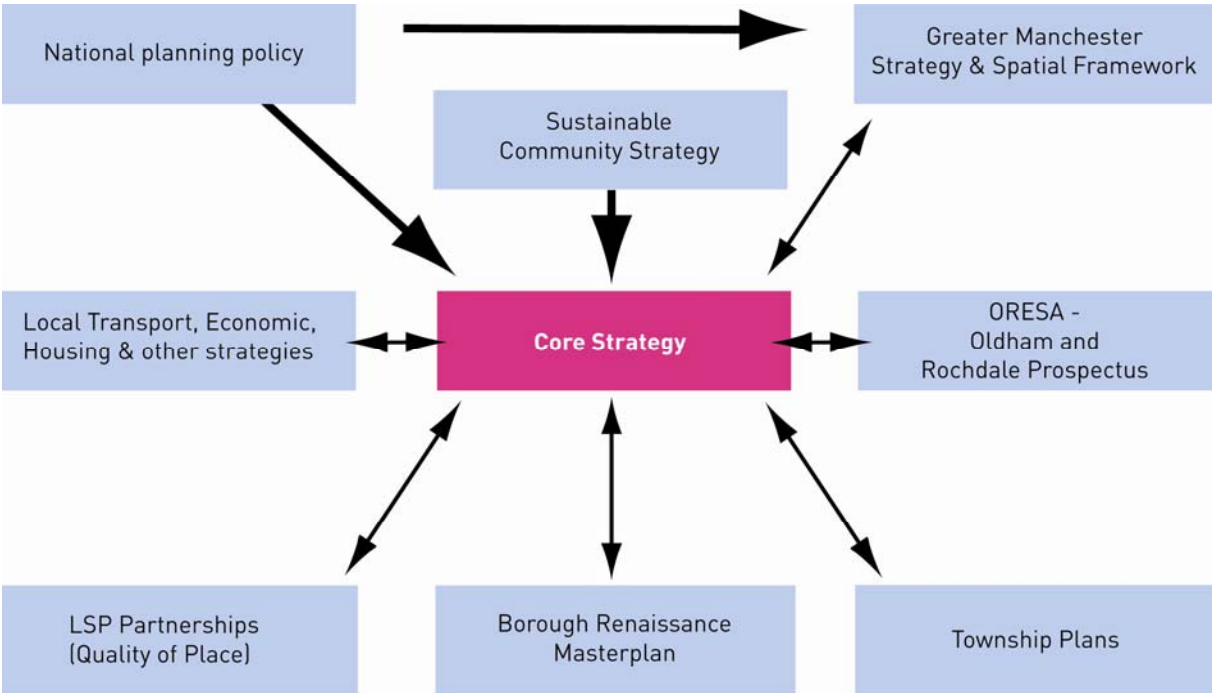 National planning policy
Greater Manchester
Strategy & Spatial Framework
Sustainable
Community Strategy
Local Transport, Economic,
Housing & other strategies
Core Strategy
ORESA -
Oldham and
Rochdale Prospectus
LSP Partnerships
(Quality of Place)
Borough Renaissance
Masterplan
Township Plans